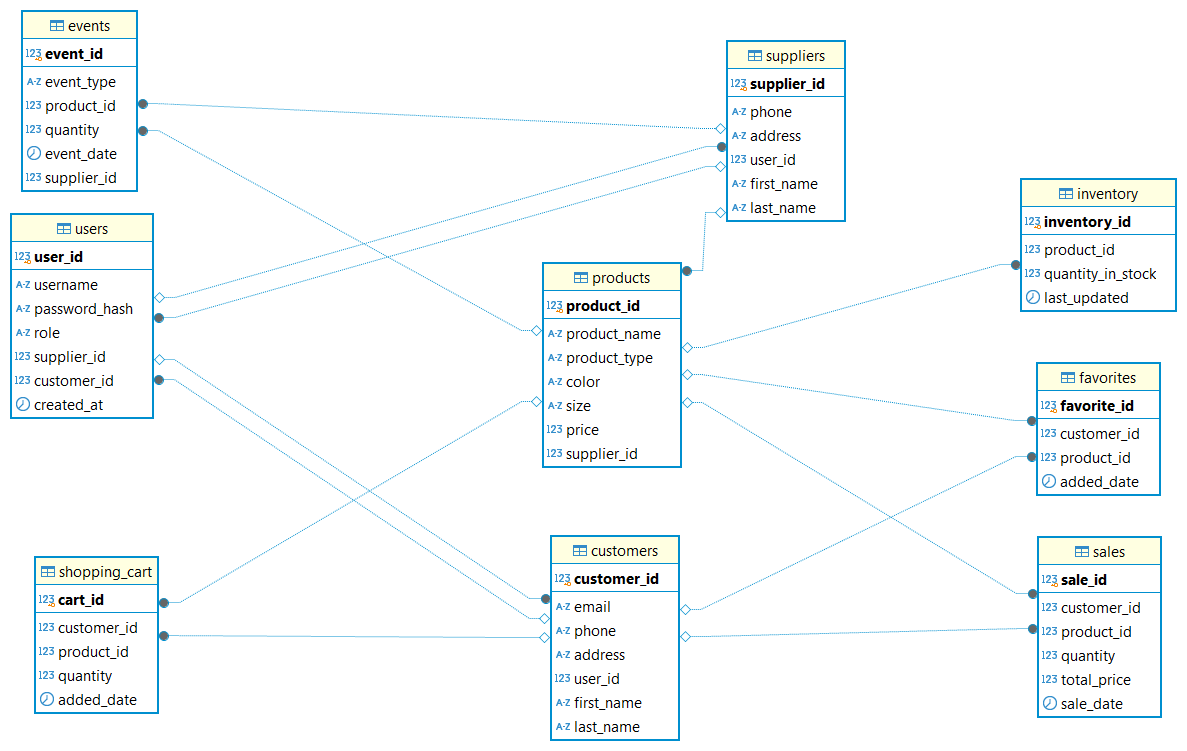 events
123 event_id
A-Z event_type
123 product_id
123 quantity
event_date
123 supplier_id
suppliers
123 supplier_id
A-Z phone
A-Z address
123 user_id
A-Z first_name
A-Z last_name
inventory
123 inventory_id
123 product_id
123 quantity_in_stock
last_updated
users
123 user_id
A-Z username
A-Z password_hash
A-Z role
123 supplier_id
123 customer_id
created_at
products
123 product_id
A-Z product_name
A-Z product_type
A-Z color
A-Z size
123 price
123 supplier_id
favorites
123 favorite_id
123 customer_id
123 product_id
added_date
shopping_cart
123 cart_id
123 customer_id
123 product_id
123 quantity
added_date
customers
123 customer_id
A-Z email
A-Z phone
A-Z address
123 user_id
A-Z first_name
A-Z last_name
sales
123 sale_id
123 customer_id
123 product_id
123 quantity
123 total_price
sale_date